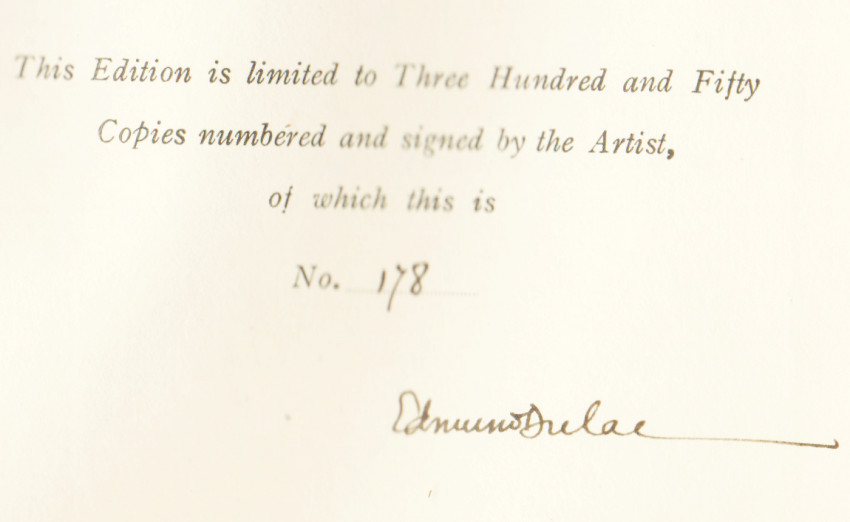 This Edition is limited to Three Hundred and Fifty
Copies numbered and signed by the Artist,
of which this is
No. 178
Edmund Dulac